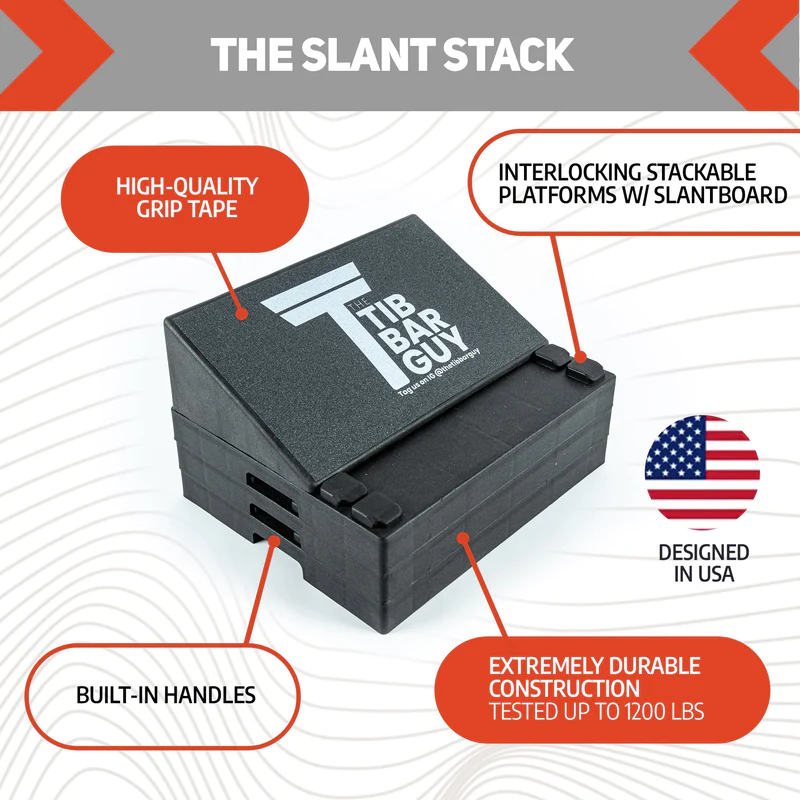 THE SLANT STACK
HIGH-QUALITY
GRIP TAPE
INTERLOCKING STACKABLE
PLATFORMS W/ SLANTBOARD
THE
TIB
BAR
GUY
Tag us on IG @thetibbarguy
DESIGNED
IN USA
BUILT-IN HANDLES
EXTREMELY DURABLE
CONSTRUCTION
TESTED UP TO 1200 LBS